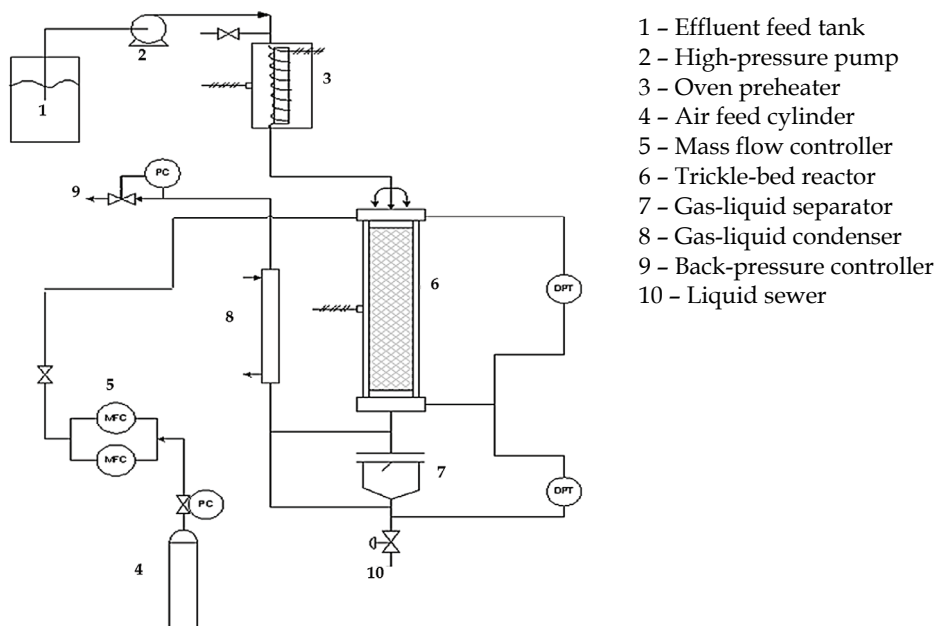 1
2
3
1 – Effluent feed tank
2 – High-pressure pump
3 – Oven preheater
4 – Air feed cylinder
5 – Mass flow controller
6 – Trickle-bed reactor
7 – Gas-liquid separator
8 – Gas-liquid condenser
9 – Back-pressure controller
10 – Liquid sewer
PC
9
6
DPT
8
5
MFC
MFC
7
DPT
PC
4
10